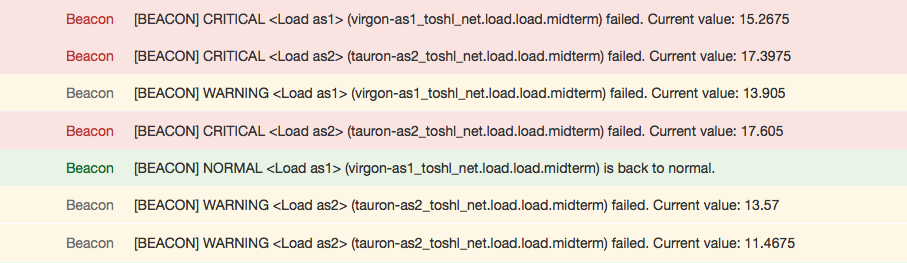 Beacon [BEACON] CRITICAL <Load as1> (virgon-as1_toshl_net.load.load.midterm) failed. Current value: 15.2675
Beacon [BEACON] CRITICAL <Load as2> (tauron-as2_toshl_net.load.load.midterm) failed. Current value: 17.3975
Beacon [BEACON] WARNING <Load as1> (virgon-as1_toshl_net.load.load.midterm) failed. Current value: 13.905
Beacon [BEACON] CRITICAL <Load as2> (tauron-as2_toshl_net.load.load.midterm) failed. Current value: 17.605
Beacon [BEACON] NORMAL <Load as1> (virgon-as1_toshl_net.load.load.midterm) is back to normal.
Beacon [BEACON] WARNING <Load as2> (tauron-as2_toshl_net.load.load.midterm) failed. Current value: 13.57
Beacon [BEACON] WARNING <Load as2> (tauron-as2_toshl_net.load.load.midterm) failed. Current value: 11.4675